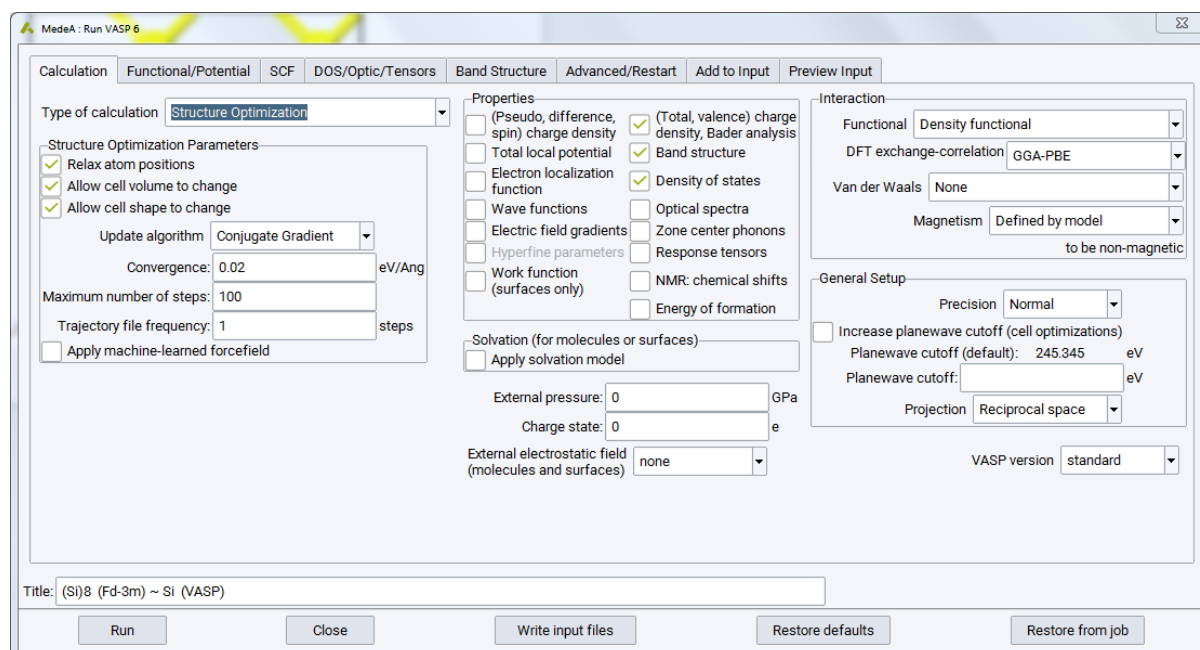 MedeA : Run VASP 6
Calculation
Functional/Potential
SCF
DOS/Optic/Tensors
Band Structure
Advanced/Restart
Add to Input
Preview Input
Type of calculation Structure Optimization
Structure Optimization Parameters
Relax atom positions
Allow cell volume to change
Allow cell shape to change
Update algorithm Conjugate Gradient
Convergence: 0.02 eV/Ang
Maximum number of steps: 100
Trajectory file frequency: 1 steps
Apply machine-learned forcefield
Properties
(Pseudo, difference,
spin) charge density
Total local potential
Electron localization
function
Wave functions
Electric field gradients
Hyperfine parameters
Work function
(surfaces only)
(Total, valence) charge
density, Bader analysis
Band structure
Density of states
Optical spectra
Zone center phonons
Response tensors
NMR: chemical shifts
Energy of formation
Solvation (for molecules or surfaces)
Apply solvation model
External pressure: 0 GPa
Charge state: 0 e
External electrostatic field
(molecules and surfaces) none
Interaction
Functional Density functional
DFT exchange-correlation GGA-PBE
Van der Waals None
Magnetism Defined by model
to be non-magnetic
General Setup
Precision Normal
Increase planewave cutoff (cell optimizations)
Planewave cutoff (default): 245.345 eV
Planewave cutoff: eV
Projection Reciprocal space
VASP version standard
Title: (Si)8 (Fd-3m) ~ Si (VASP)
Run
Close
Write input files
Restore defaults
Restore from job